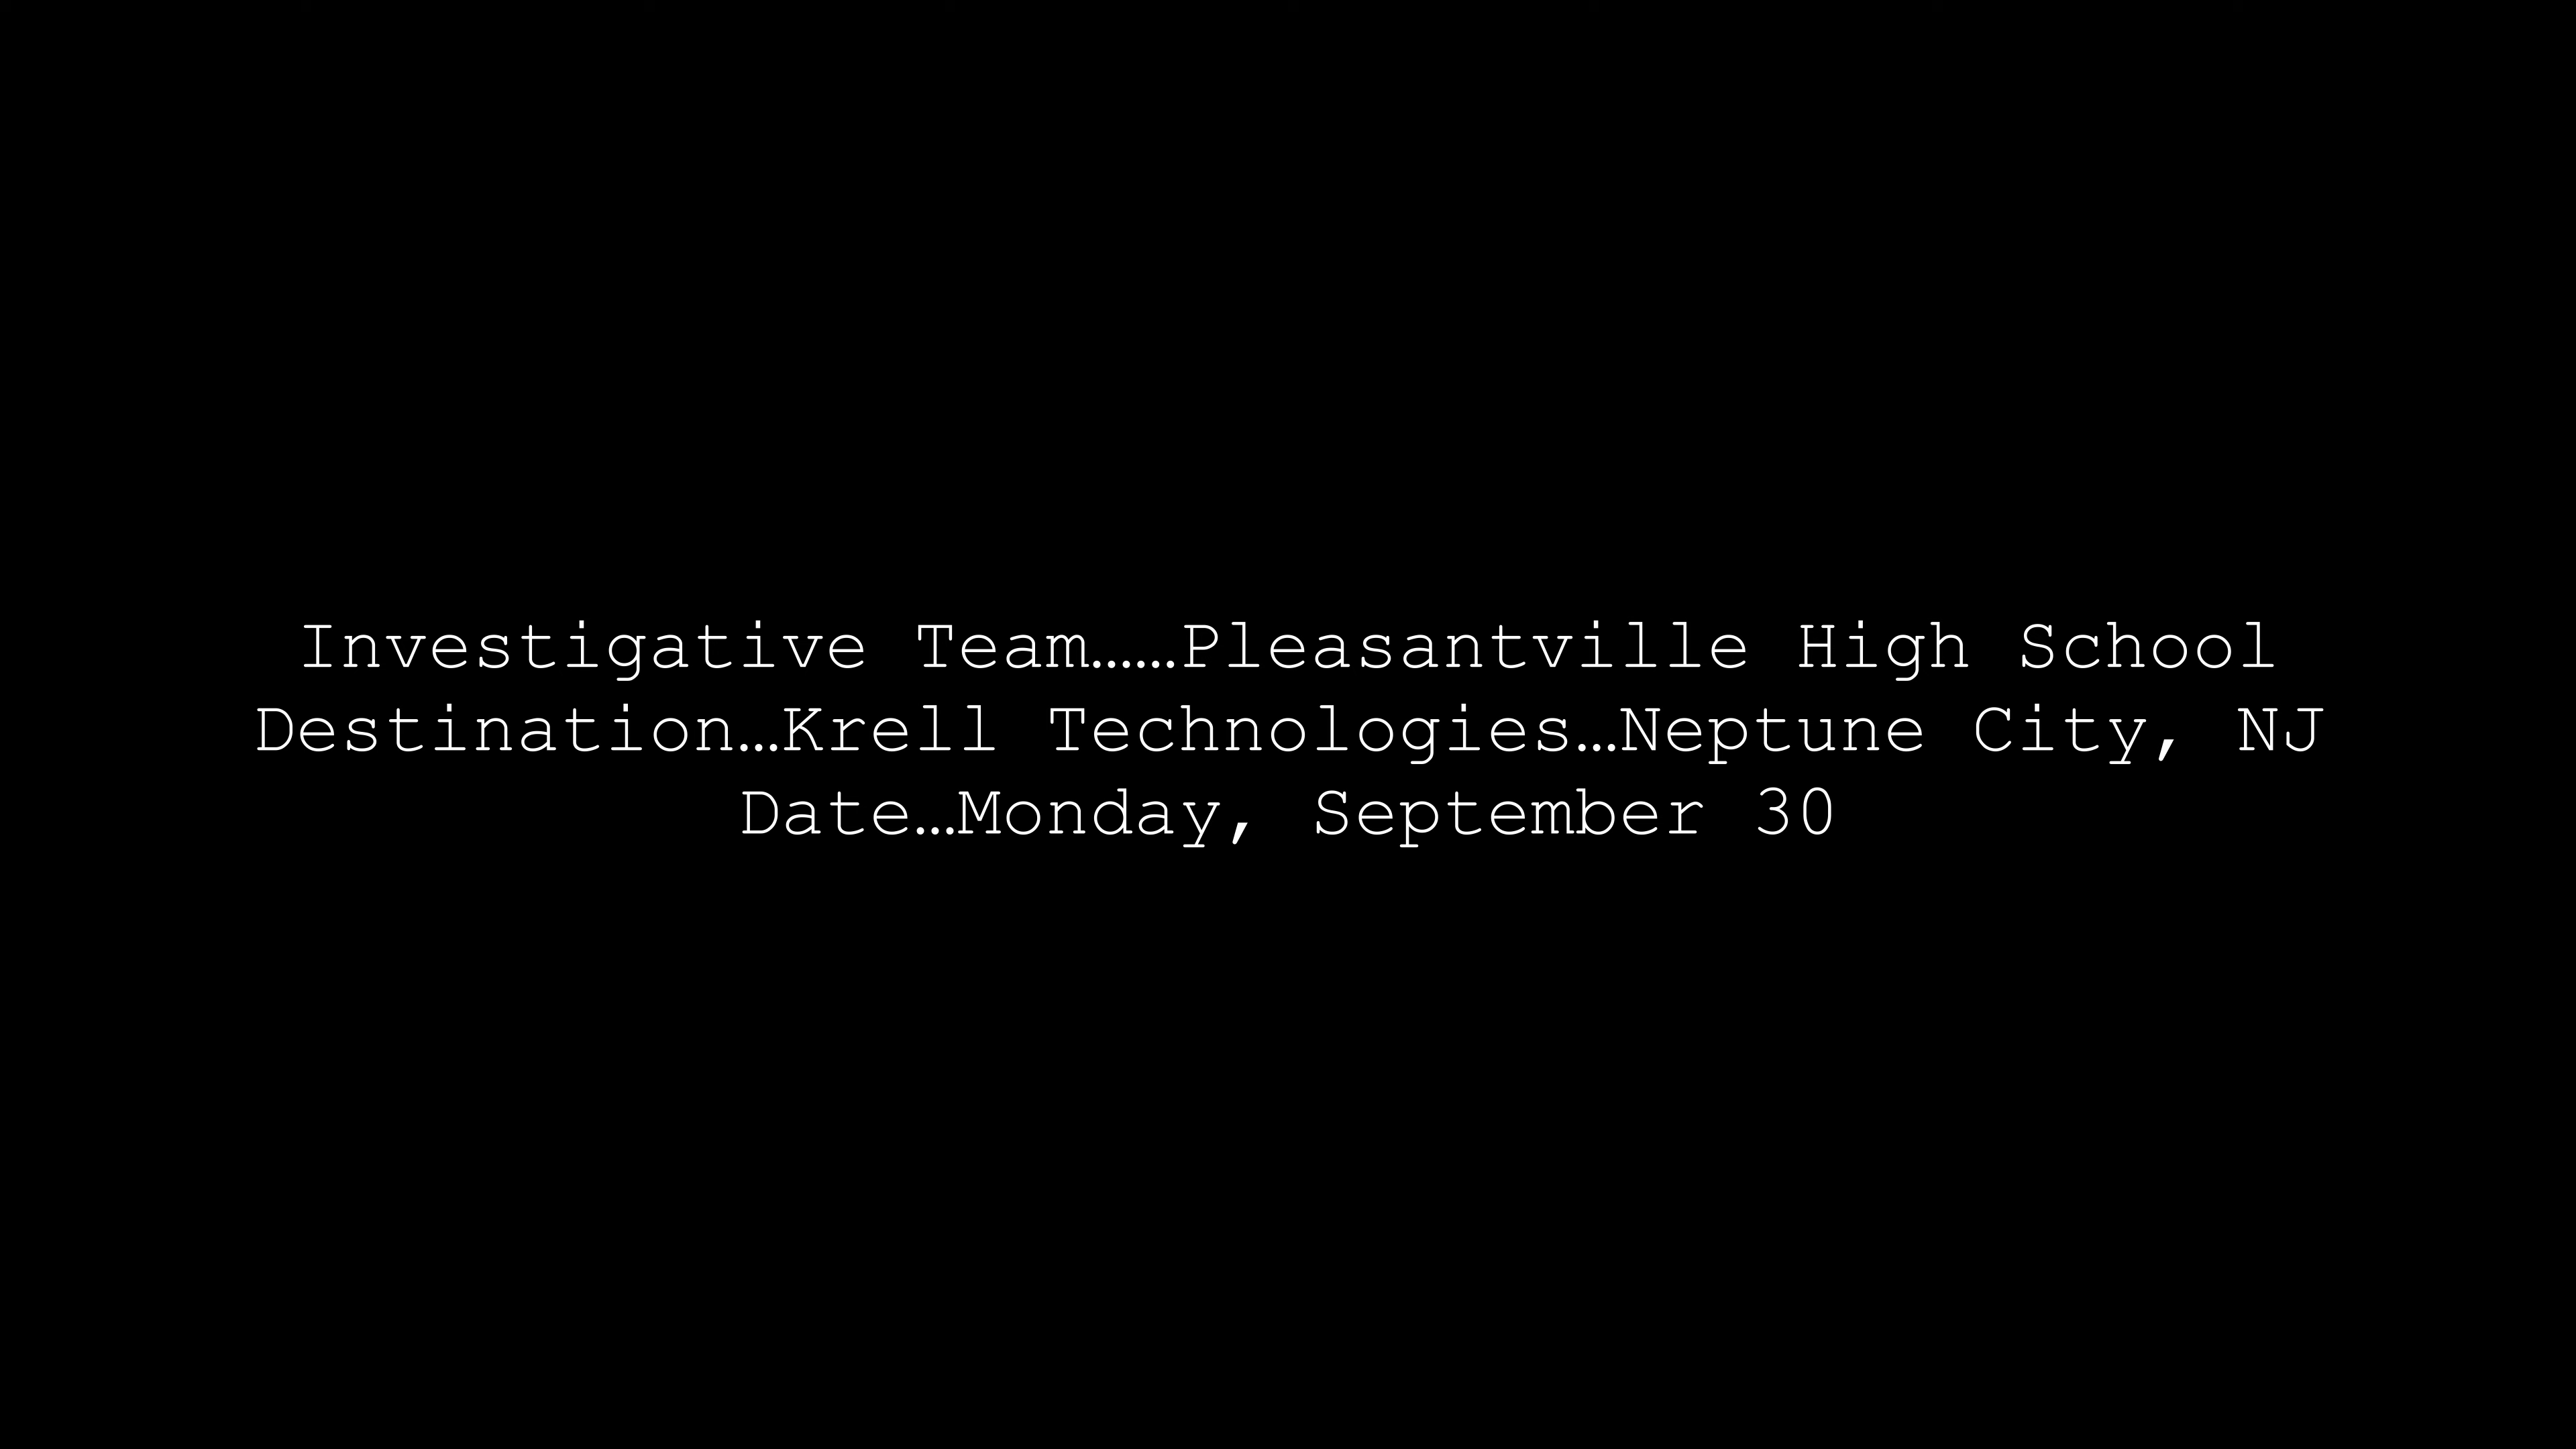 Investigative Team……Pleasantville High School
Destination…Krell Technologies…Neptune City, NJ
Date…Monday, September 30